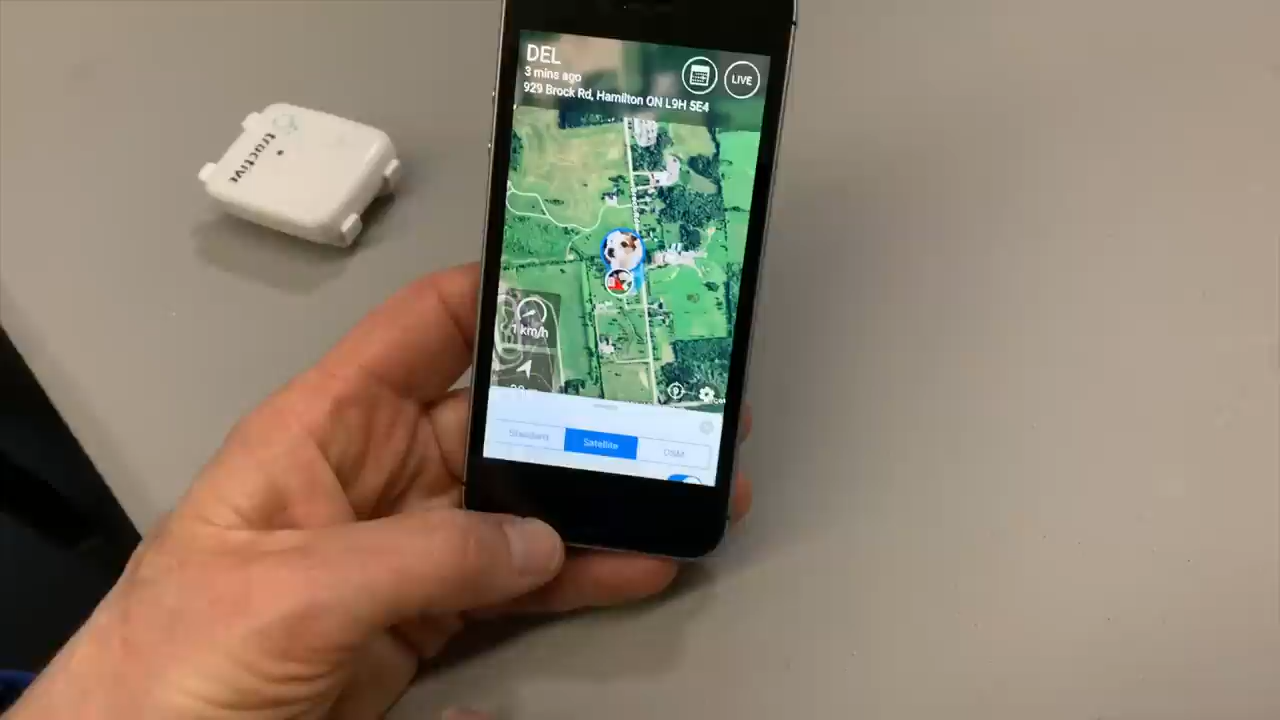 DEL
3 mins ago
929 Brock Rd, Hamilton ON L9H 5E4
LIVE
tractive
1 km/h
Standard
Satellite
OSM